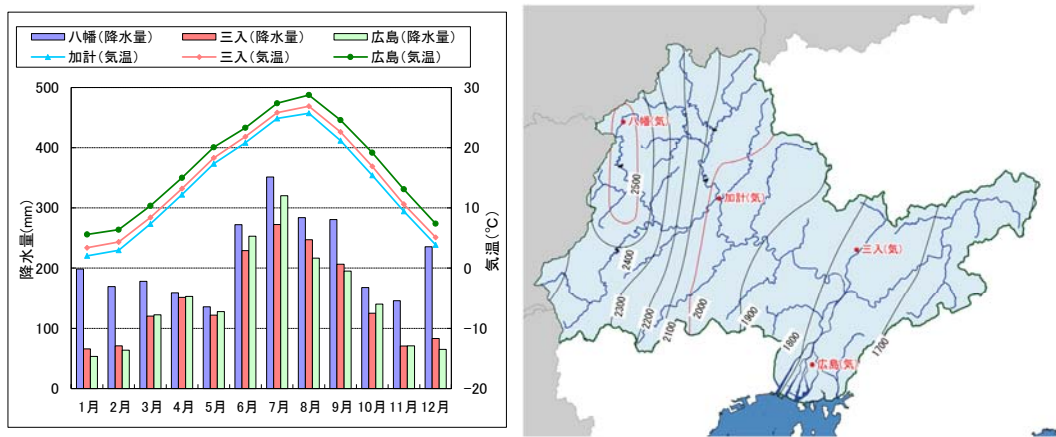 八幡(降水量) 三入(降水量) 広島(降水量)
加計(気温) 三入(気温) 広島(気温)
降水量(mm)
500
400
300
200
100
0
気温(℃)
30
20
10
0
-10
-20
1月 2月 3月 4月 5月 6月 7月 8月 9月 10月 11月 12月
八幡(気)
2500
加計(気)
三入(気)
2400
2300
2200
2100
2000
1900
1800
1700
広島(気)